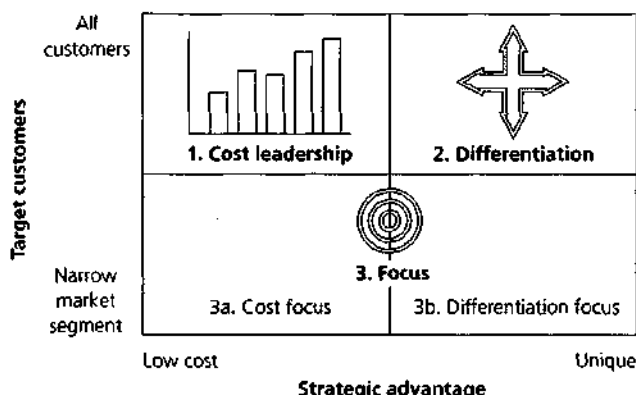 All
customers
Target customers
1. Cost leadership
2. Differentiation
3. Focus
Narrow
market
segment
3a. Cost focus
3b. Differentiation focus
Low cost
Unique
Strategic advantage